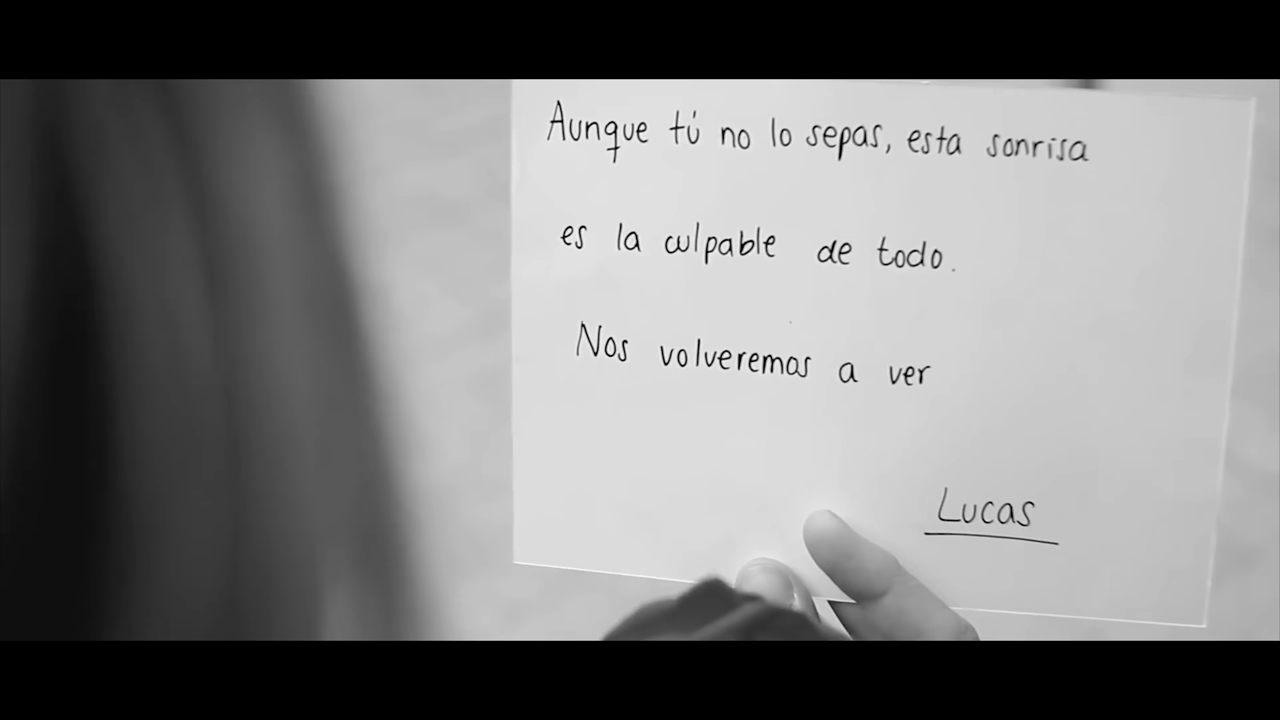 Aunque tú no lo sepas, esta sonrisa
es la culpable de todo.
Nos volveremos a ver
Lucas